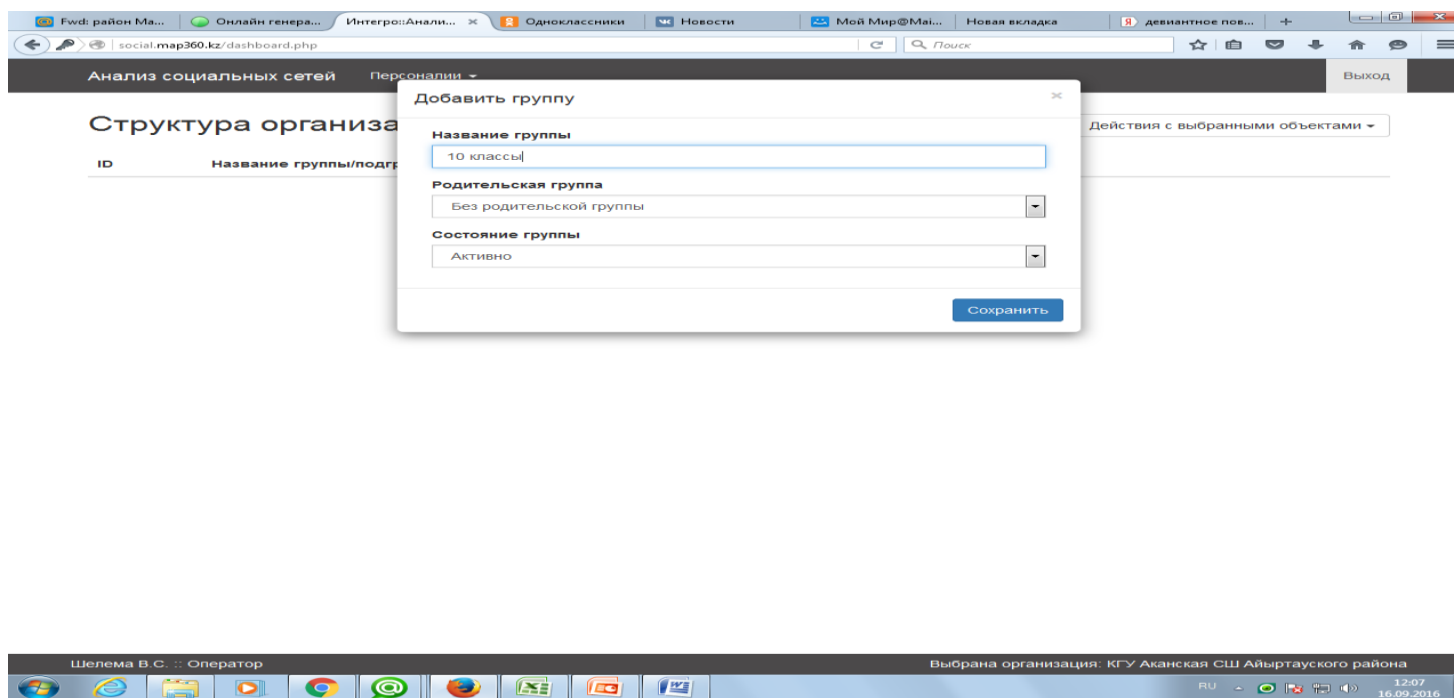 Fwd: район Ма... Онлайн генера... Интегро::Анали... Одноклассники Новости Мой Мир@Mai... Новая вкладка девиантное пов...
social.map360.kz/dashboard.php Поиск
Анализ социальных сетей Персоналии Выход
Добавить группу
Структура организа Действия с выбранными объектами
Название группы
10 классы
ID Название группы/подгр
Родительская группа
Без родительской группы
Состояние группы
Активно
Сохранить
Шелема В.С. :: Оператор Выбрана организация: КГУ Аканская СШ Айыртауского района
RU 12:07
16.09.2016